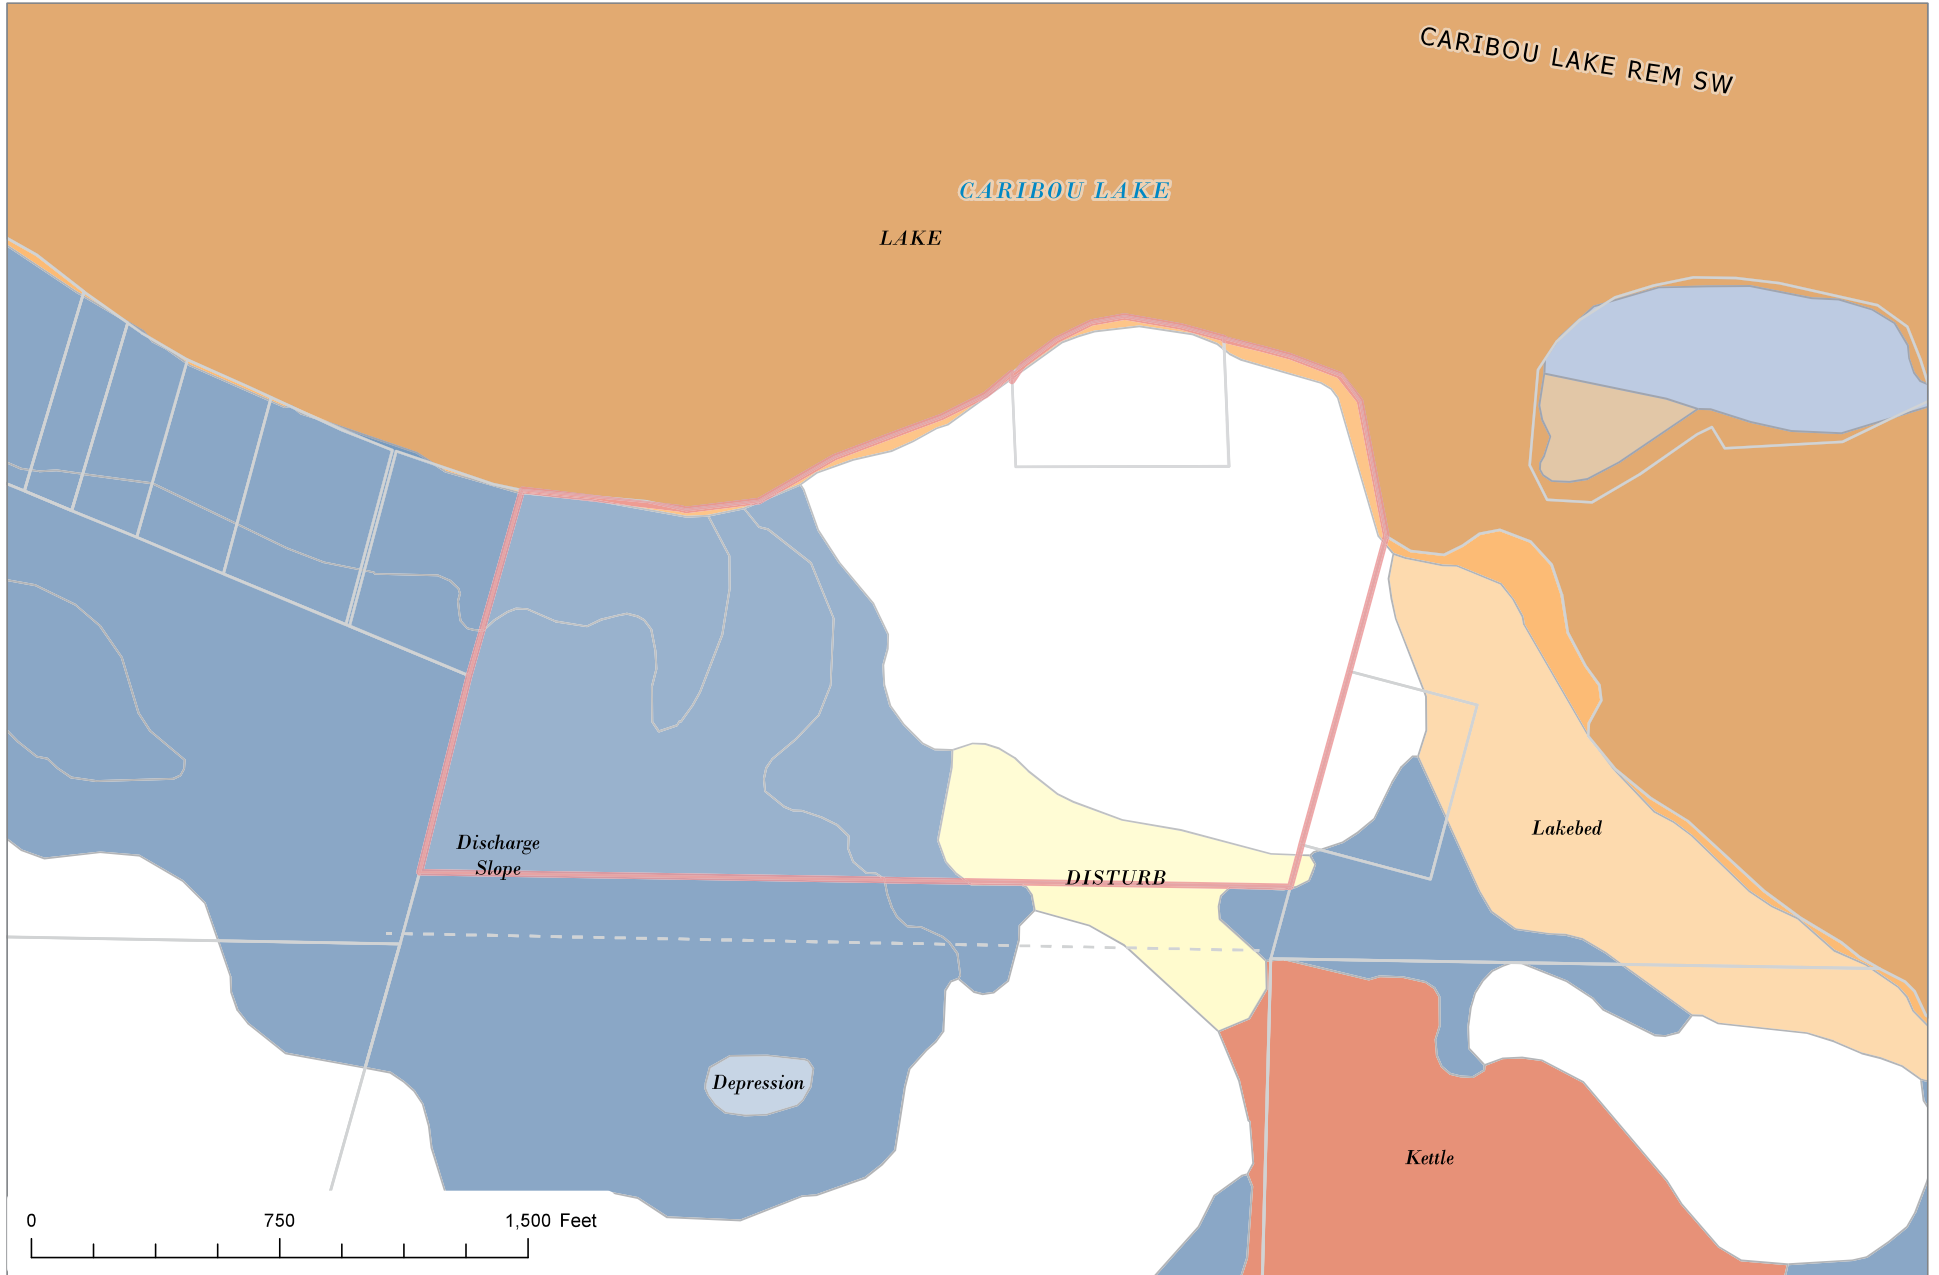 CARIBOU LAKE REM SW
CARIBOU LAKE
LAKE
Lakebed
Discharge
Slope
DISTURB
Depression
Kettle
0 750 1,500 Feet